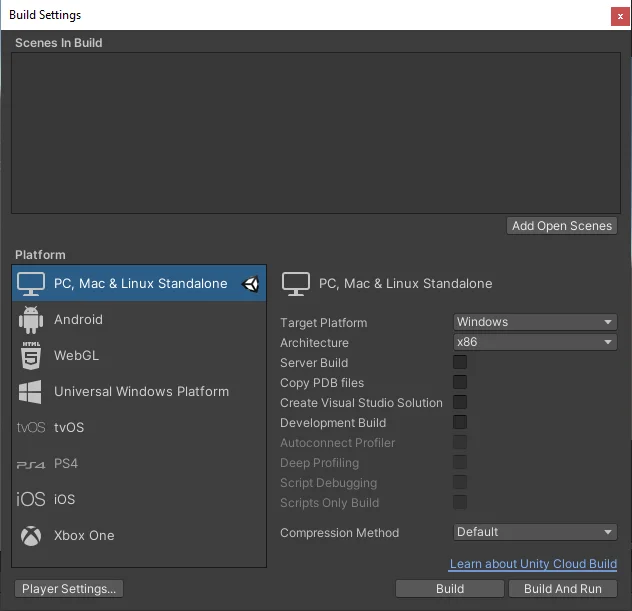 Build Settings
x
Scenes In Build
Add Open Scenes
Platform
PC, Mac & Linux Standalone
Android
HTML
5
WebGL
Universal Windows Platform
tvOS tvOS
PS4 PS4
iOS iOS
Xbox One
PC, Mac & Linux Standalone
Target Platform Windows
Architecture x86
Server Build
Copy PDB files
Create Visual Studio Solution
Development Build
Autoconnect Profiler
Deep Profiling
Script Debugging
Scripts Only Build
Compression Method Default
Learn about Unity Cloud Build
Player Settings... Build Build And Run